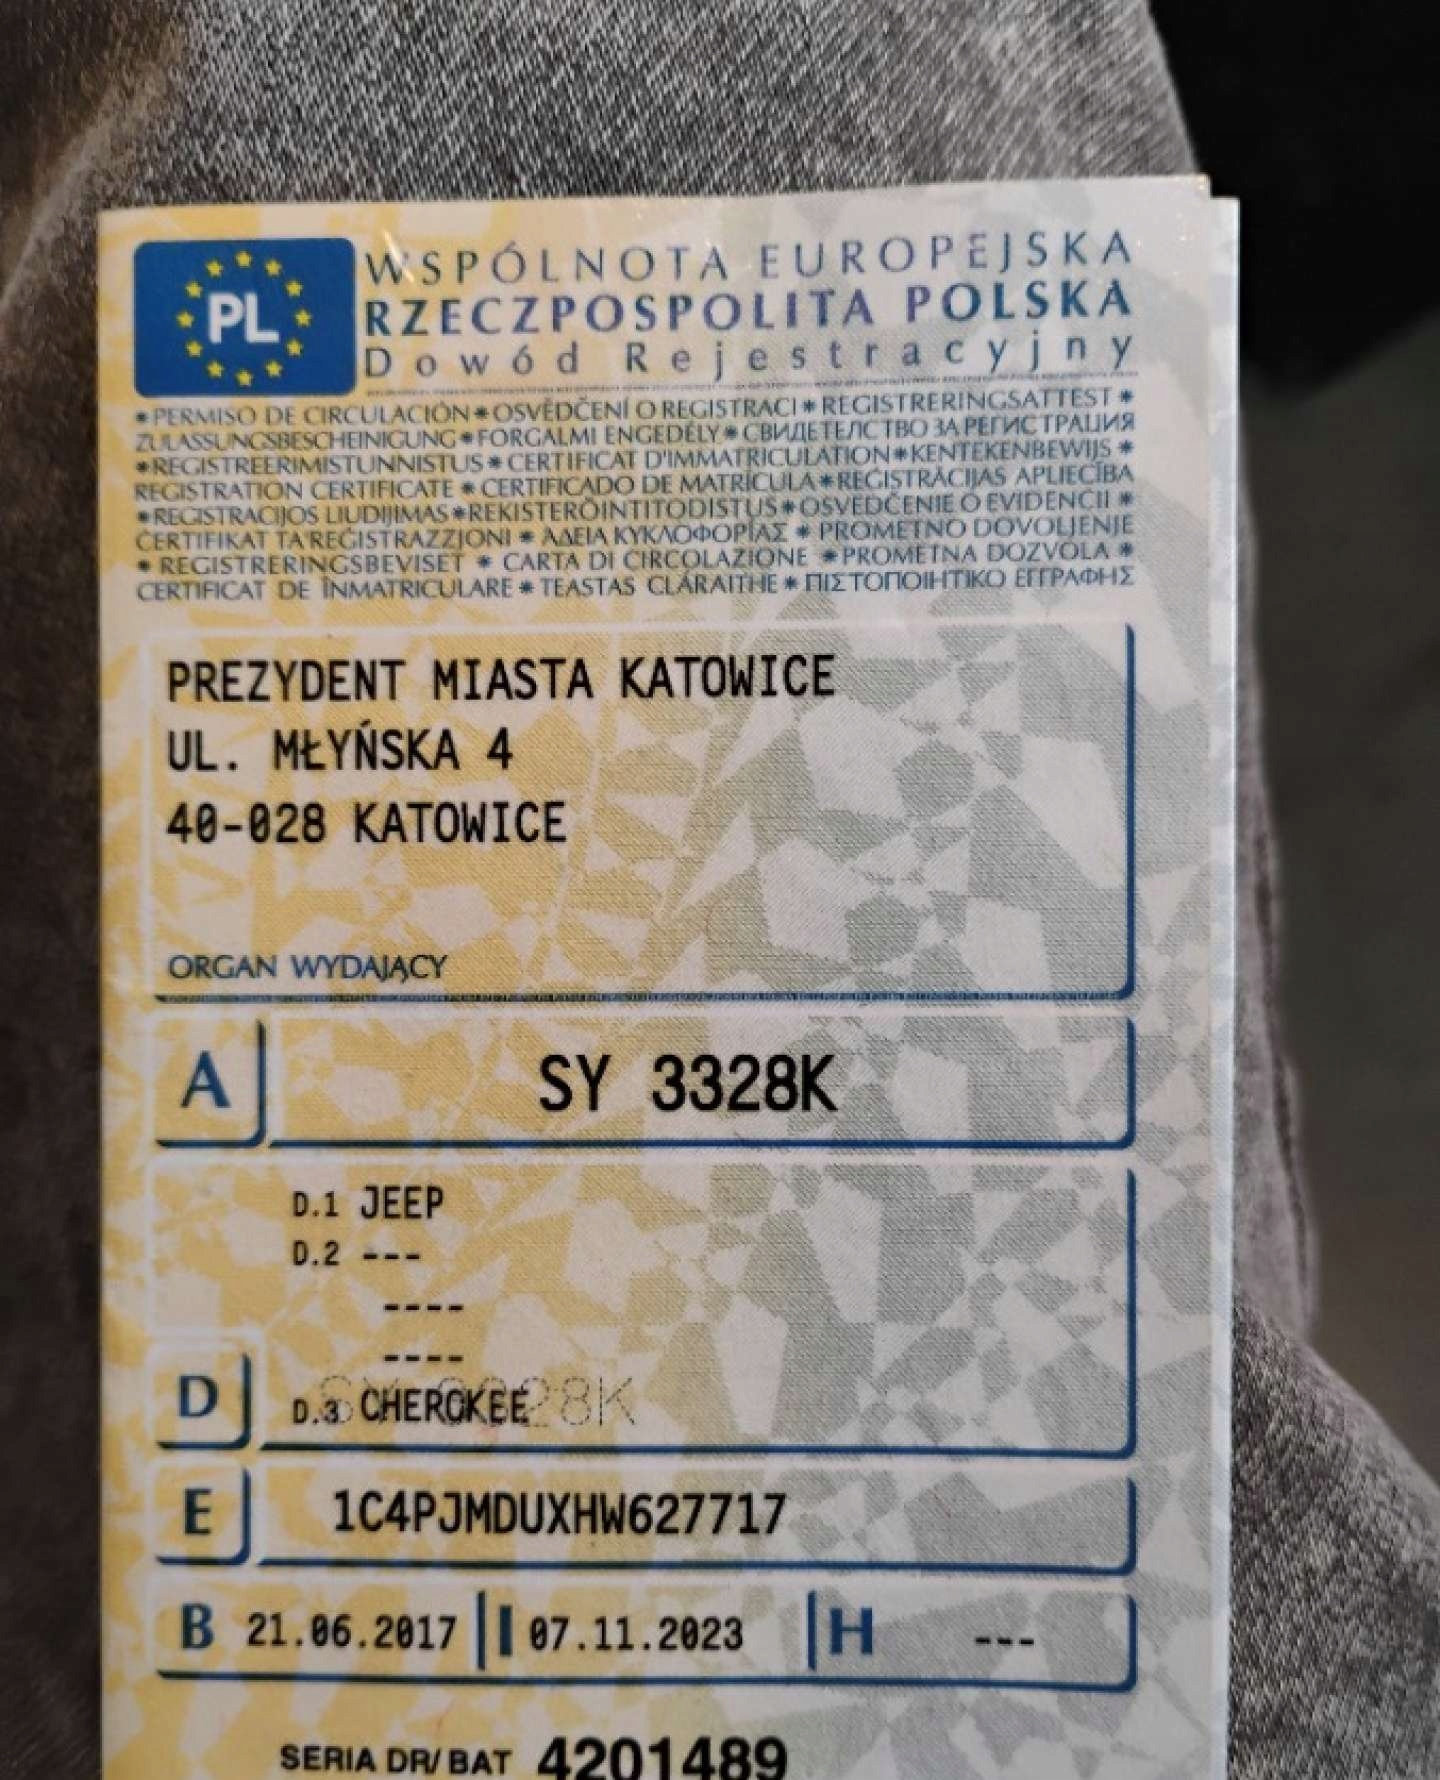 PL
WSPÓLNOTA EUROPEJSKA
RZECZPOSPOLITA POLSKA
Dowód Rejestracyjny
*PERMISO DE CIRCULACIÓN*OSVĚDČENÍ O REGISTRACI*REGISTRERINGSATTEST*
ZULASSUNGSBESCHEINIGUNG*FORGALMI ENGEDÉLY*СВИДЕТЕЛСТВО ЗА РЕГИСТРАЦИЯ
*REGISTREERIMISTUNNISTUS*CERTIFICAT D'IMMATRICULATION*KENTEKENBEWIJS*
REGISTRATION CERTIFICATE*CERTIFICADO DE MATRÍCULA*REĢISTRĀCIJAS APLIECĪBA
*REGISTRACIJOS LIUDIJIMAS*REKISTERÖINTITODISTUS*OSVEDČENIE O EVIDENCII*
ĊERTIFIKAT TA'REĠISTRAZZJONI*ΑΔΕΙΑ ΚΥΚΛΟΦΟΡΊΑΣ*PROMETNO DOVOLJENJE
*REGISTRERINGSBEVISET*CARTA DI CIRCOLAZIONE*PROMETNA DOZVOLA*
CERTIFICAT DE ÎNMATRICULARE*TEASTAS CLÁRAITHE*ΠΙΣΤΟΠΟΙΗΤΙΚΟ ΕΓΓΡΑΦΗΣ
PREZYDENT MIASTA KATOWICE
UL. MŁYŃSKA 4
40-028 KATOWICE
ORGAN WYDAJĄCY
A SY 3328K
D.1 JEEP
D.2 ---
----
----
D D.3 CHEROKEE
SY 3328K
E 1C4PJMDUXHW627717
B 21.06.2017 I 07.11.2023 H ---
SERIA DR/BAT 4201489